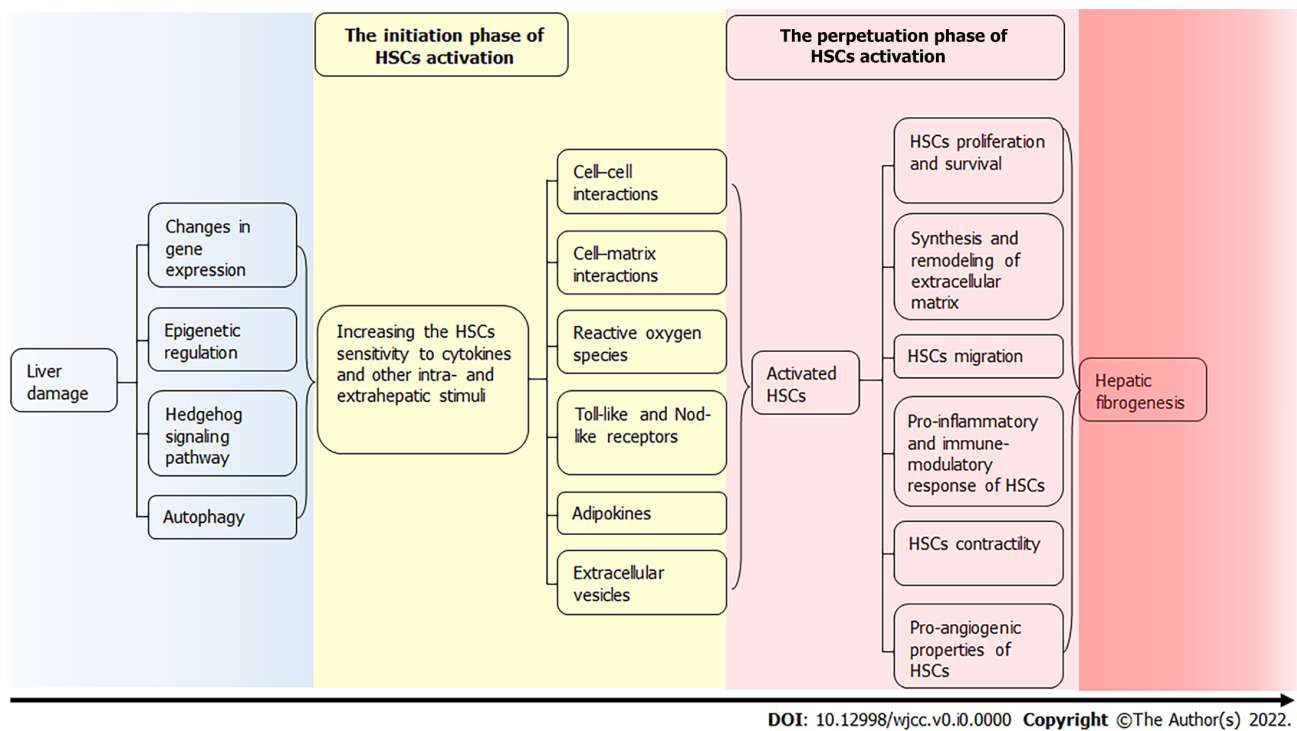 The initiation phase of
HSCs activation
The perpetuation phase of
HSCs activation
Liver
damage
Changes in
gene
expression
Epigenetic
regulation
Hedgehog
signaling
pathway
Autophagy
Increasing the HSCs
sensitivity to cytokines
and other intra- and
extrahepatic stimuli
Cell–cell
interactions
Cell–matrix
interactions
Reactive oxygen
species
Toll-like and Nod-
like receptors
Adipokines
Extracellular
vesicles
Activated
HSCs
HSCs proliferation
and survival
Synthesis and
remodeling of
extracellular
matrix
HSCs migration
Pro-inflammatory
and immune-
modulatory
response of HSCs
HSCs contractility
Pro-angiogenic
properties of
HSCs
Hepatic
fibrogenesis
DOI: 10.12998/wjcc.v0.i0.0000 Copyright ©The Author(s) 2022.